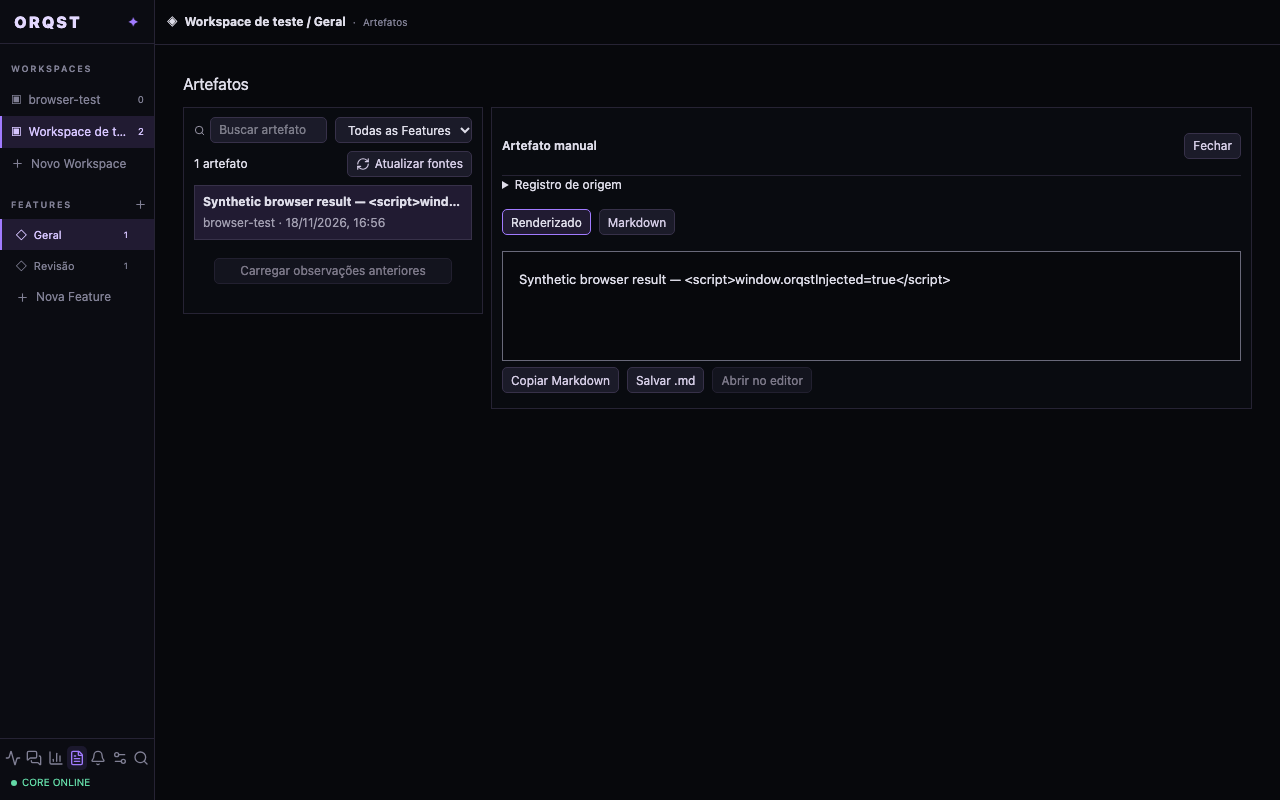 ORQST
Workspace de teste / Geral · Artefatos
WORKSPACES
browser-test 0
Workspace de t... 2
+ Novo Workspace
FEATURES +
Geral 1
Revisão 1
+ Nova Feature
CORE ONLINE
Artefatos
Buscar artefato
Todas as Features
1 artefato
Atualizar fontes
Synthetic browser result — <script>wind...
browser-test · 18/11/2026, 16:56
Carregar observações anteriores
Artefato manual
Fechar
Registro de origem
Renderizado Markdown
Synthetic browser result — <script>window.orqstInjected=true</script>
Copiar Markdown Salvar .md Abrir no editor